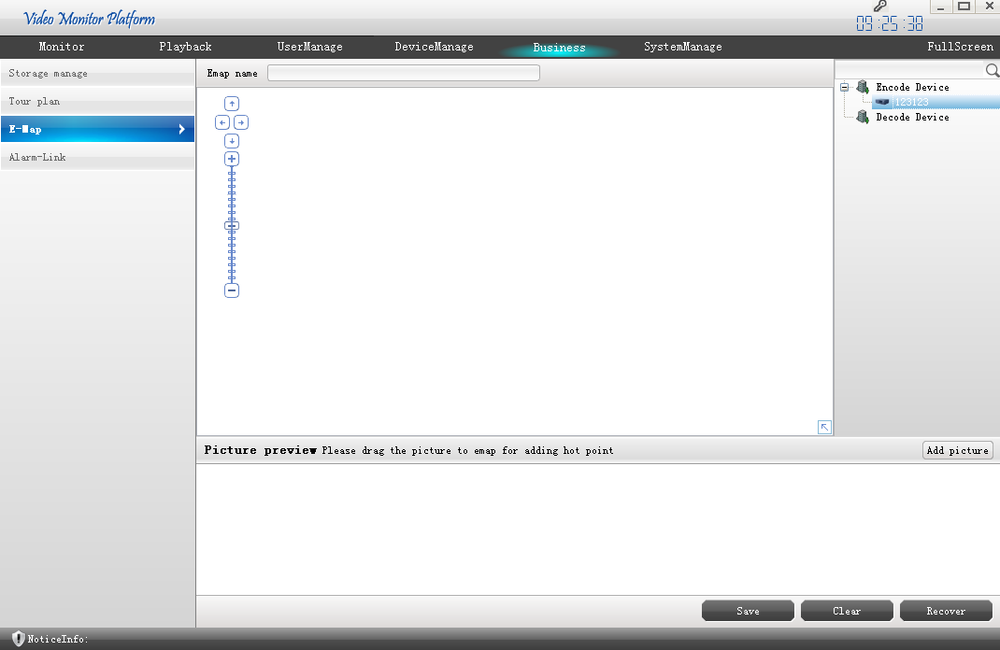 Video Monitor Platform
09:25:38
Monitor Playback UserManage DeviceManage Business SystemManage FullScreen
Storage manage
Tour plan
E-Map
Alarm-Link
Emap name
Encode Device
123123
Decode Device
Picture preview Please drag the picture to emap for adding hot point
Add picture
Save Clear Recover
NoticeInfo: